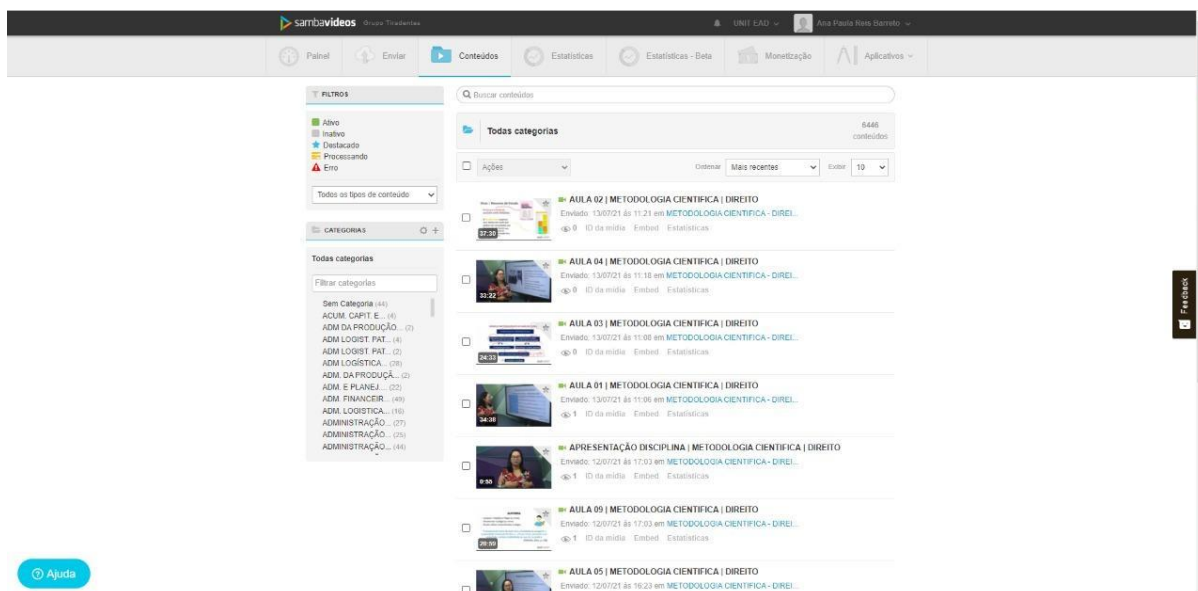 sambavideos Grupo Tiradentes
UNIT EAD
Ana Paula Reis Barreto
Painel
Enviar
Conteúdos
Estatísticas
Estatísticas - Beta
Monetização
Aplicativos
FILTROS
Ativo
Inativo
Destacado
Processando
Erro
Todos os tipos de conteúdo
CATEGORIAS
Todas categorias
Filtrar categorias
Sem Categoria (44)
ACUM. CAPIT. E... (4)
ADM DA PRODUÇÃO... (2)
ADM LOGIST. PAT... (4)
ADM LOGIST. PAT... (2)
ADM LOGÍSTICA... (28)
ADM. DA PRODUÇÃ... (2)
ADM. E PLANEJ.... (22)
ADM. FINANCEIR... (49)
ADM. LOGISTICA... (16)
ADMINISTRAÇÃO... (27)
ADMINISTRAÇÃO... (25)
ADMINISTRAÇÃO... (44)
Buscar conteúdos
Todas categorias
6446
conteúdos
Ações
Ordenar Mais recentes
Exibir 10
37:30
AULA 02 | METODOLOGIA CIENTIFICA | DIREITO
Enviado: 13/07/21 às 11:21 em METODOLOGIA CIENTIFICA - DIREI...
0 ID da mídia Embed Estatísticas
33:22
AULA 04 | METODOLOGIA CIENTIFICA | DIREITO
Enviado: 13/07/21 às 11:18 em METODOLOGIA CIENTIFICA - DIREI...
0 ID da mídia Embed Estatísticas
24:33
AULA 03 | METODOLOGIA CIENTIFICA | DIREITO
Enviado: 13/07/21 às 11:08 em METODOLOGIA CIENTIFICA - DIREI...
0 ID da mídia Embed Estatísticas
34:38
AULA 01 | METODOLOGIA CIENTIFICA | DIREITO
Enviado: 13/07/21 às 11:06 em METODOLOGIA CIENTIFICA - DIREI...
1 ID da mídia Embed Estatísticas
0:55
APRESENTAÇÃO DISCIPLINA | METODOLOGIA CIENTIFICA | DIREITO
Enviado: 12/07/21 às 17:03 em METODOLOGIA CIENTIFICA - DIREI...
1 ID da mídia Embed Estatísticas
20:59
AULA 09 | METODOLOGIA CIENTIFICA | DIREITO
Enviado: 12/07/21 às 17:03 em METODOLOGIA CIENTIFICA - DIREI...
1 ID da mídia Embed Estatísticas
AULA 05 | METODOLOGIA CIENTIFICA | DIREITO
Enviado: 12/07/21 às 16:23 em METODOLOGIA CIENTIFICA - DIREI...
Feedback
Ajuda